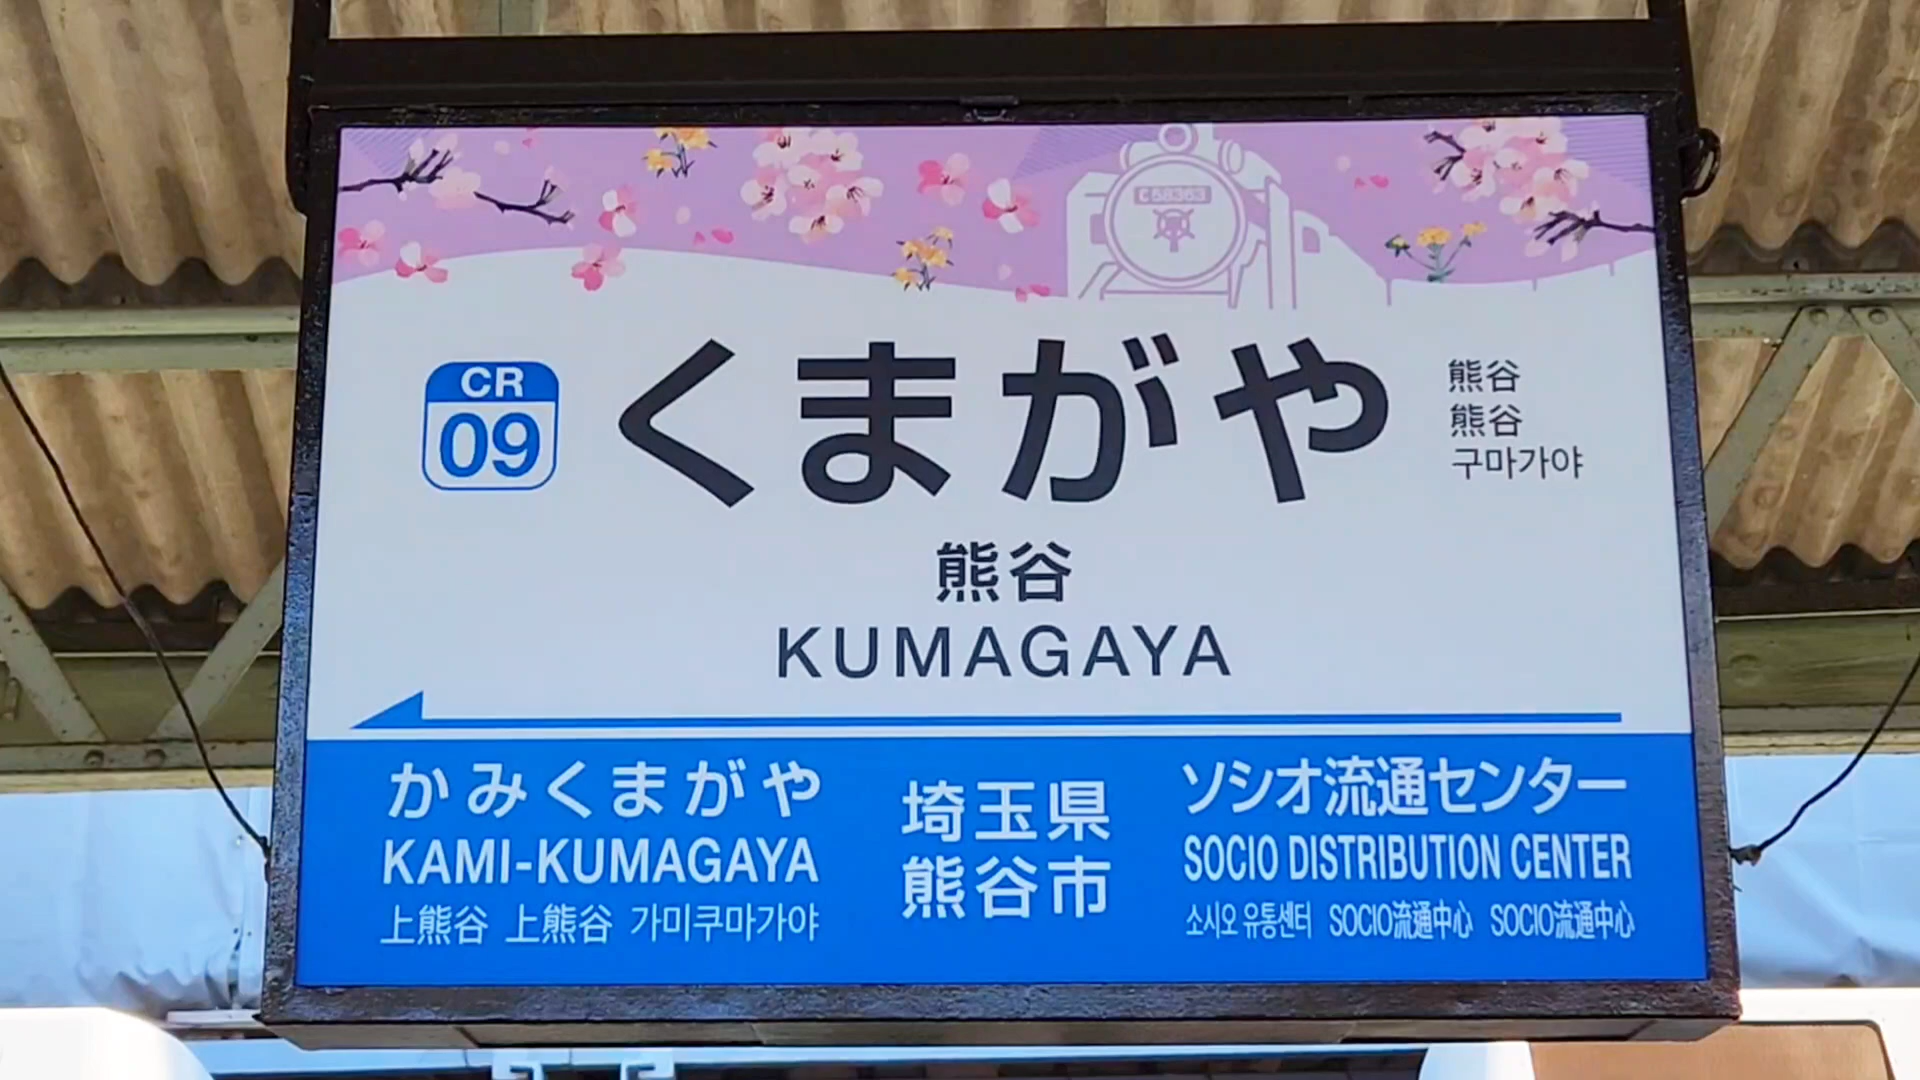 C58363
CR
09
くまがや
熊谷
熊谷
구마가야
熊谷
KUMAGAYA
かみくまがや
KAMI-KUMAGAYA
上熊谷 上熊谷 가미쿠마가야
埼玉県
熊谷市
ソシオ流通センター
SOCIO DISTRIBUTION CENTER
소시오 유통센터 SOCIO流通中心 SOCIO流通中心